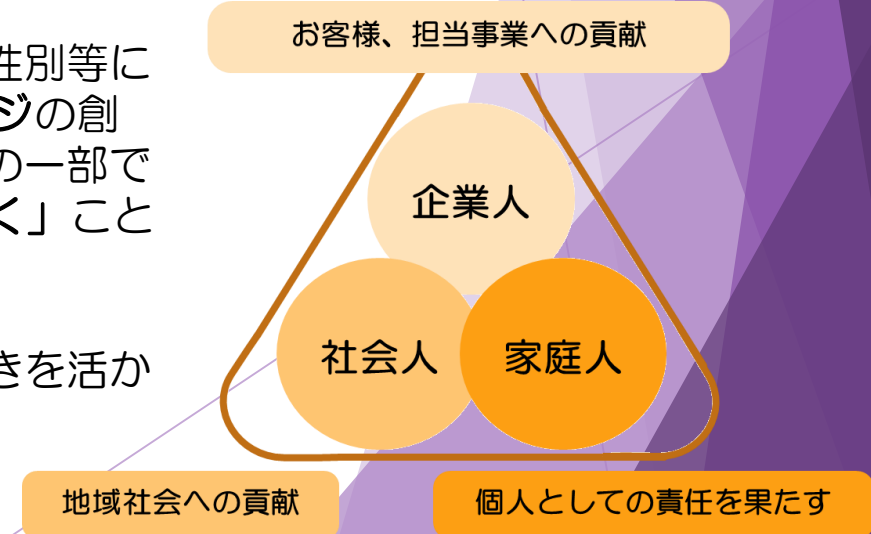 性別等に
ジの創
の一部で
く」こと
きを活か
お客様、担当事業への貢献
企業人
社会人
家庭人
地域社会への貢献
個人としての責任を果たす